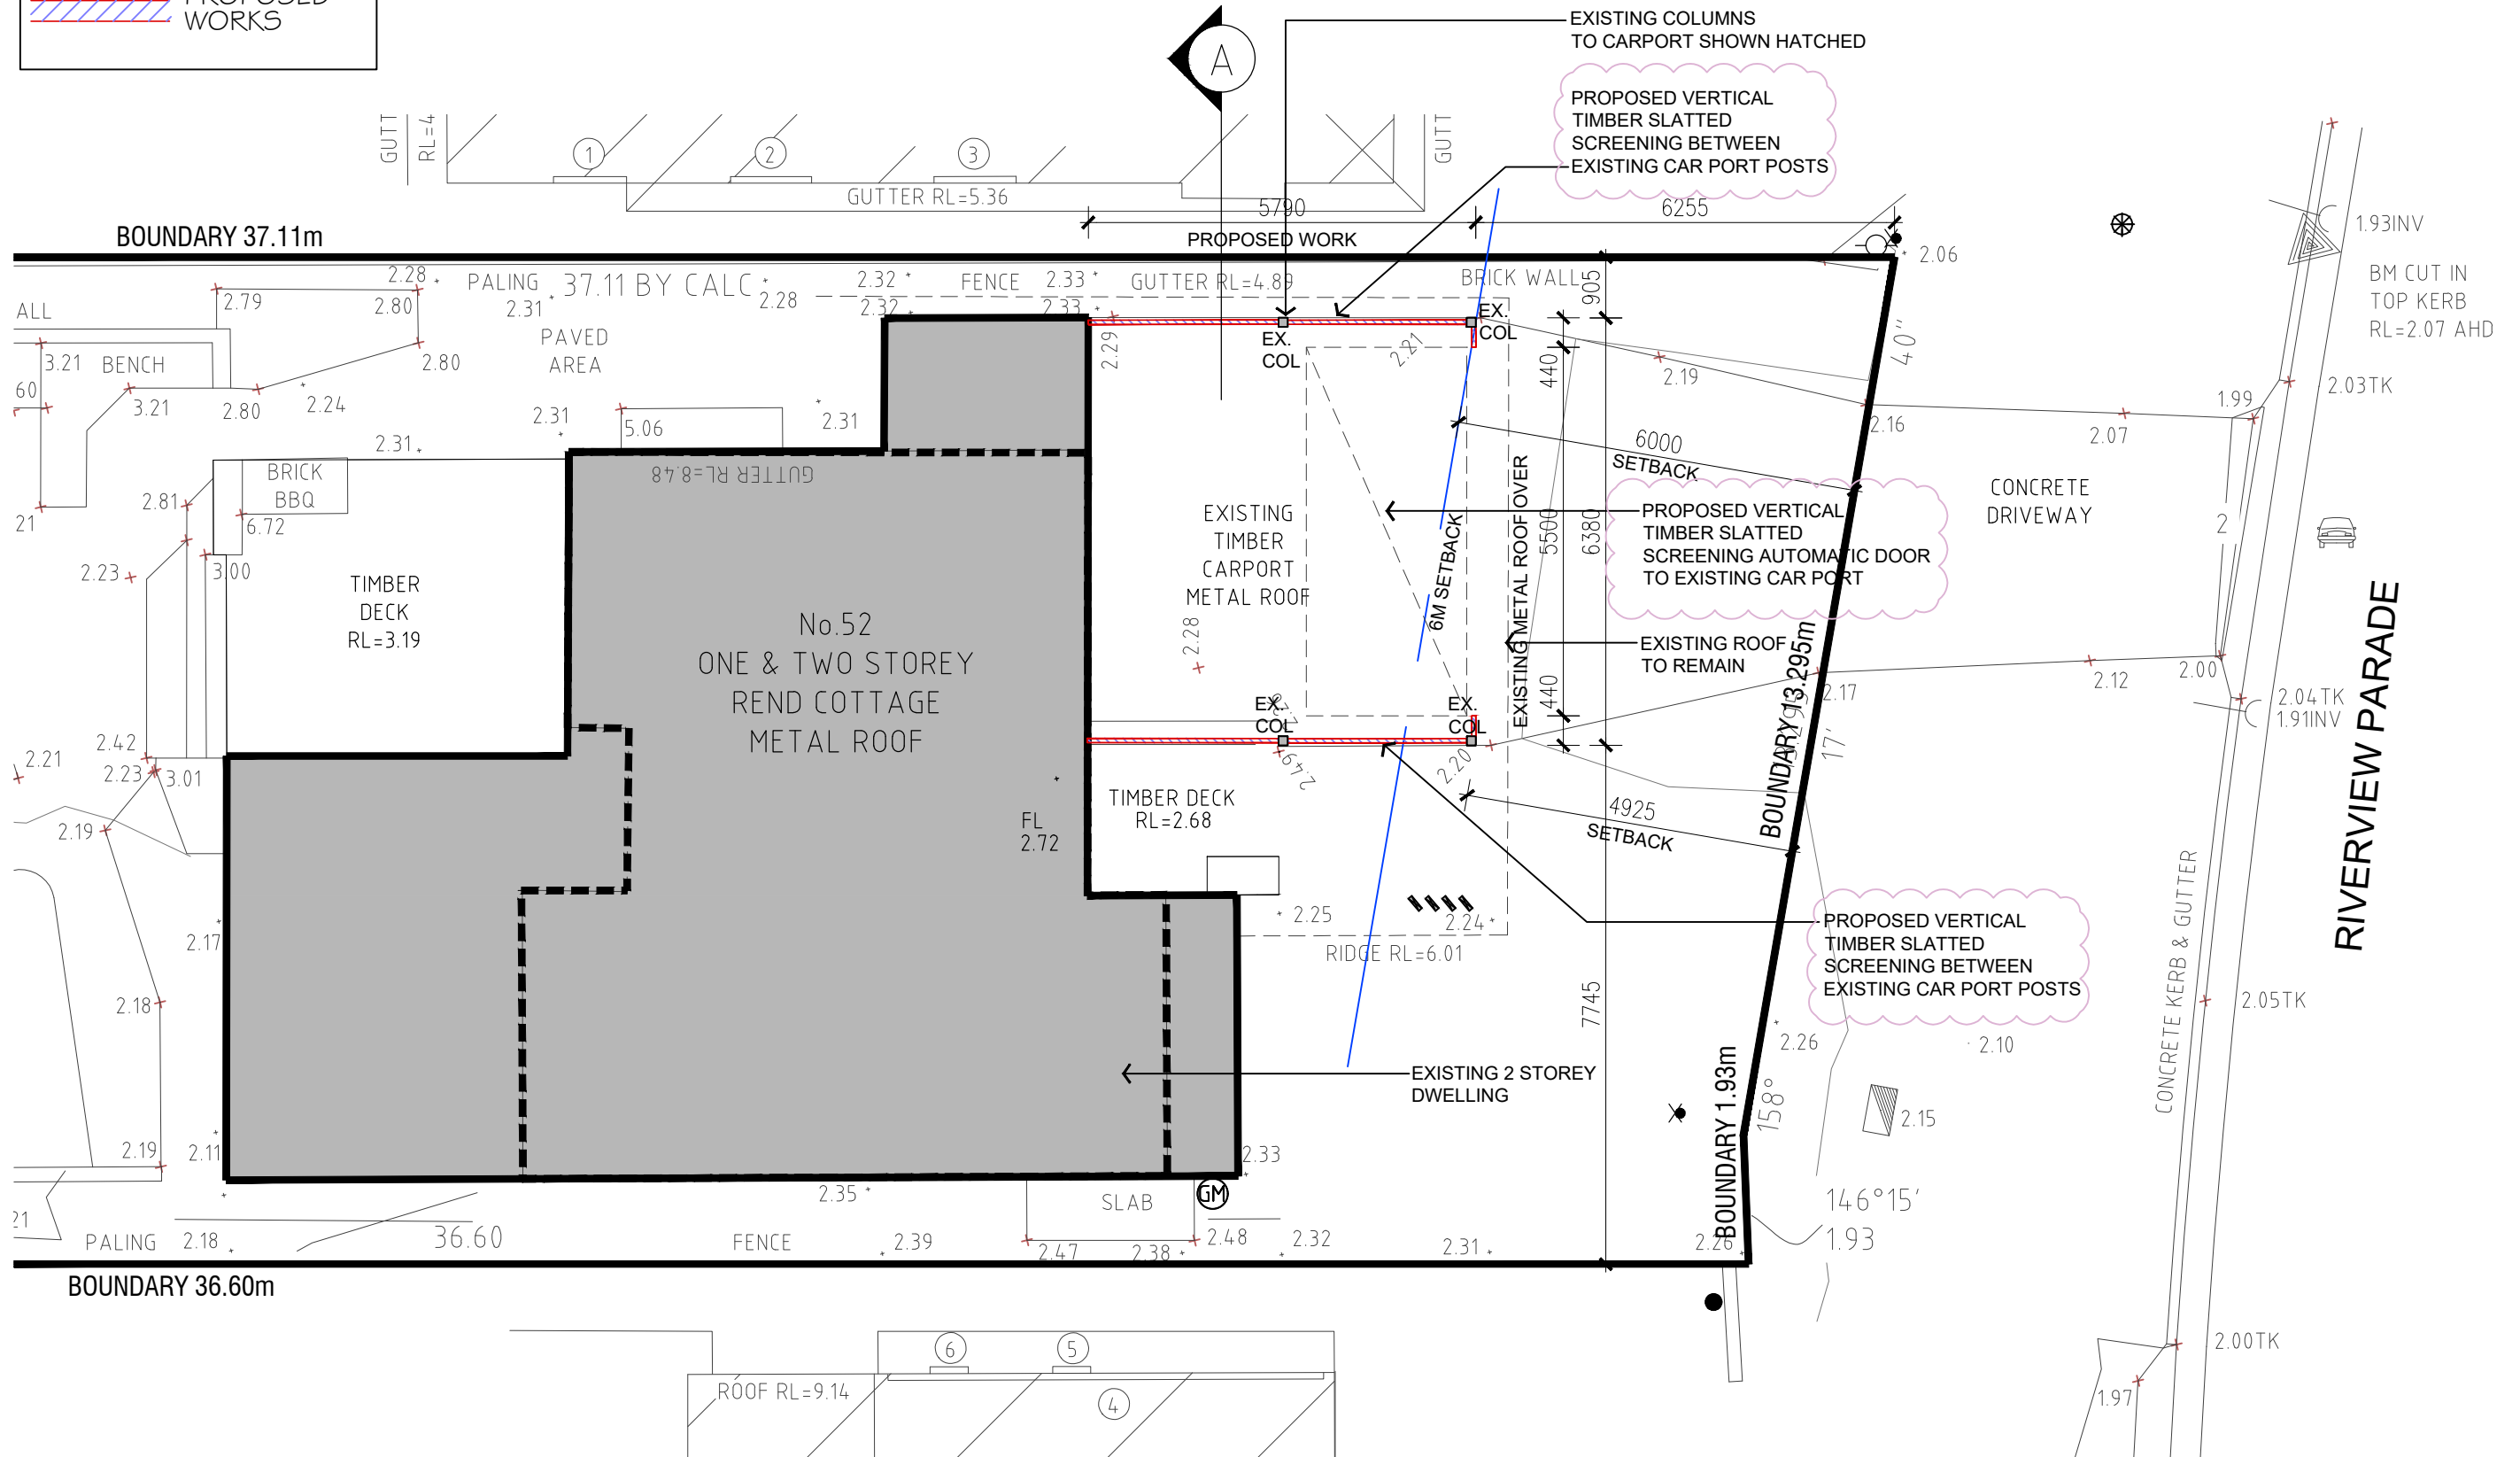 PROPOSED
WORKS
A
EXISTING COLUMNS
TO CARPORT SHOWN HATCHED
PROPOSED VERTICAL
TIMBER SLATTED
SCREENING BETWEEN
EXISTING CAR PORT POSTS
GUTT
RL=4
1
2
3
GUTT
GUTTER RL=5.36
5790
6255
PROPOSED WORK
BOUNDARY 37.11m
1.93INV
BM CUT IN
TOP KERB
RL=2.07 AHD
2.06
2.28
PALING
37.11 BY CALC
2.28
2.32
FENCE
2.33
GUTTER RL=4.89
BRICK WALL
905
2.79
2.80
2.31
2.32
2.33
ALL
PAVED
AREA
EX.
COL
EX.
COL
2.29
2.21
440
2.19
40"
3.21
BENCH
2.80
60
3.21
2.80
2.24
2.03TK
1.99
2.31
5.06
2.31
2.16
2.07
2.31
6000
SETBACK
GUTTER RL=8.48
BRICK
BBQ
2.81
6.72
21
EXISTING
TIMBER
CARPORT
METAL ROOF
EXISTING METAL ROOF OVER
6M SETBACK
5500
6380
PROPOSED VERTICAL
TIMBER SLATTED
SCREENING AUTOMATIC DOOR
TO EXISTING CAR PORT
CONCRETE
DRIVEWAY
2
2.23
3.00
TIMBER
DECK
RL=3.19
No.52
ONE & TWO STOREY
REND COTTAGE
METAL ROOF
2.28
EXISTING ROOF
TO REMAIN
RIVERVIEW PARADE
BOUNDARY 13.295m
2.17
17'
2.12
2.00
2.04TK
1.91INV
440
EX.
COL
EX.
COL
2.42
2.21
2.23
3.01
2.49
2.20
TIMBER DECK
RL=2.68
FL
2.72
4925
SETBACK
2.19
2.25
2.24
RIDGE RL=6.01
PROPOSED VERTICAL
TIMBER SLATTED
SCREENING BETWEEN
EXISTING CAR PORT POSTS
CONCRETE KERB & GUTTER
2.17
2.18
7745
2.05TK
2.26
2.10
EXISTING 2 STOREY
DWELLING
BOUNDARY 1.93m
158°
2.15
2.19
2.11
2.33
2.35
GM
SLAB
146°15'
1.93
21
PALING
2.18
36.60
FENCE
2.39
2.47
2.38
2.48
2.32
2.31
2.26
BOUNDARY 36.60m
6
5
2.00TK
ROOF RL=9.14
4
1.97